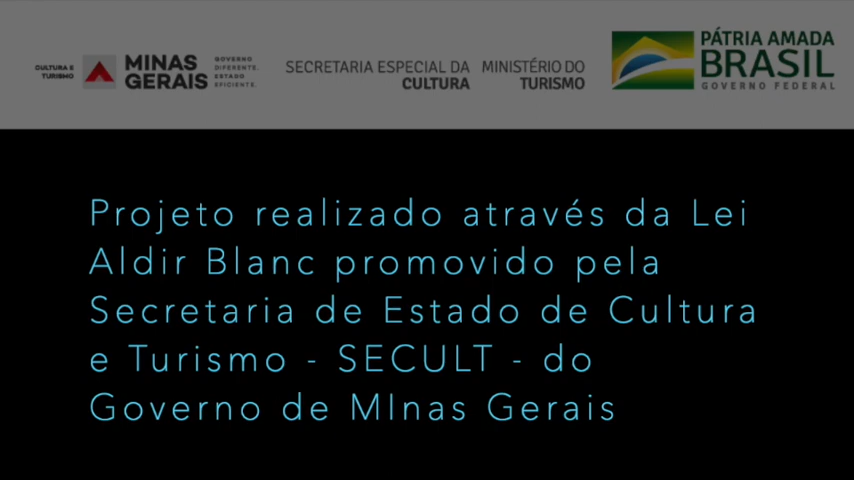 CULTURA E
TURISMO
MINAS
GERAIS
GOVERNO
DIFERENTE.
ESTADO
EFICIENTE.
SECRETARIA ESPECIAL DA
CULTURA
MINISTÉRIO DO
TURISMO
PÁTRIA AMADA
BRASIL
GOVERNO FEDERAL
Projeto realizado através da Lei
Aldir Blanc promovido pela
Secretaria de Estado de Cultura
e Turismo - SECULT - do
Governo de MInas Gerais